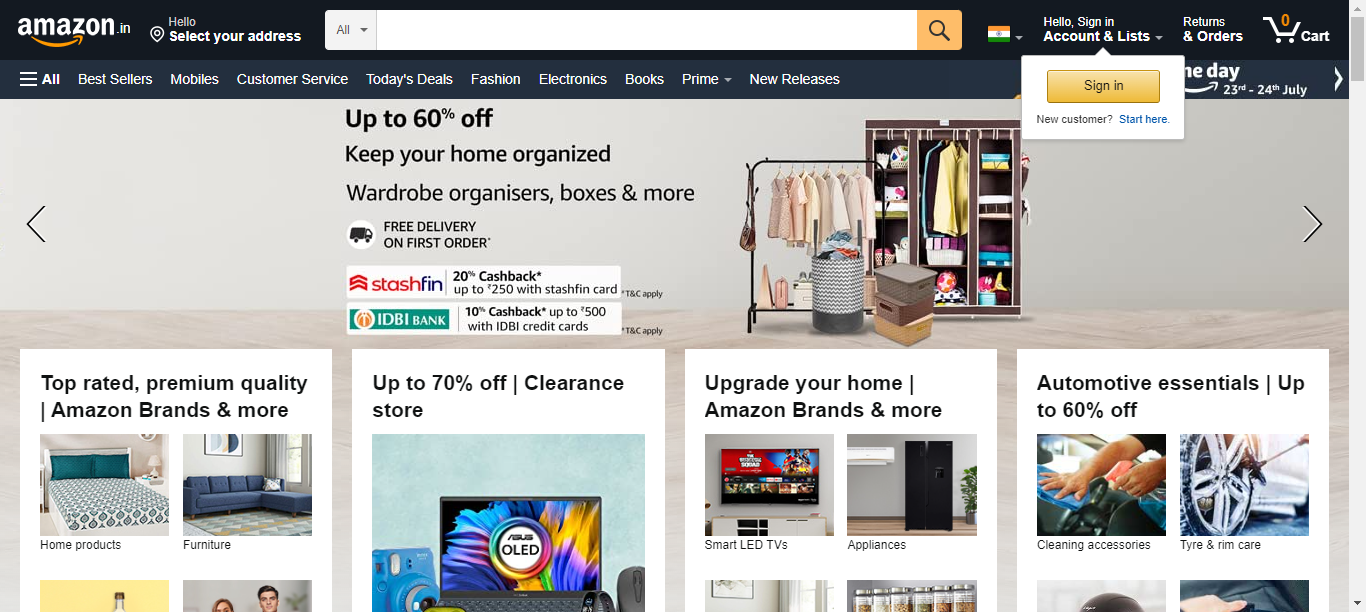 amazon.in
Hello
Select your address
All
Hello, Sign in
Account & Lists
Returns
& Orders
0
Cart
All
Best Sellers
Mobiles
Customer Service
Today's Deals
Fashion
Electronics
Books
Prime
New Releases
day
23rd - 24th July
Sign in
New customer? Start here.
Up to 60% off
Keep your home organized
Wardrobe organisers, boxes & more
FREE DELIVERY
ON FIRST ORDER*
stashfin
20% Cashback*
up to ₹250 with stashfin card
*T&C apply
IDBI BANK
10% Cashback* up to ₹500
with IDBI credit cards
*T&C apply
Top rated, premium quality
| Amazon Brands & more
Home products
Furniture
Up to 70% off | Clearance
store
ASUS
OLED
Upgrade your home |
Amazon Brands & more
Smart LED TVs
Appliances
Automotive essentials | Up
to 60% off
Cleaning accessories
Tyre & rim care